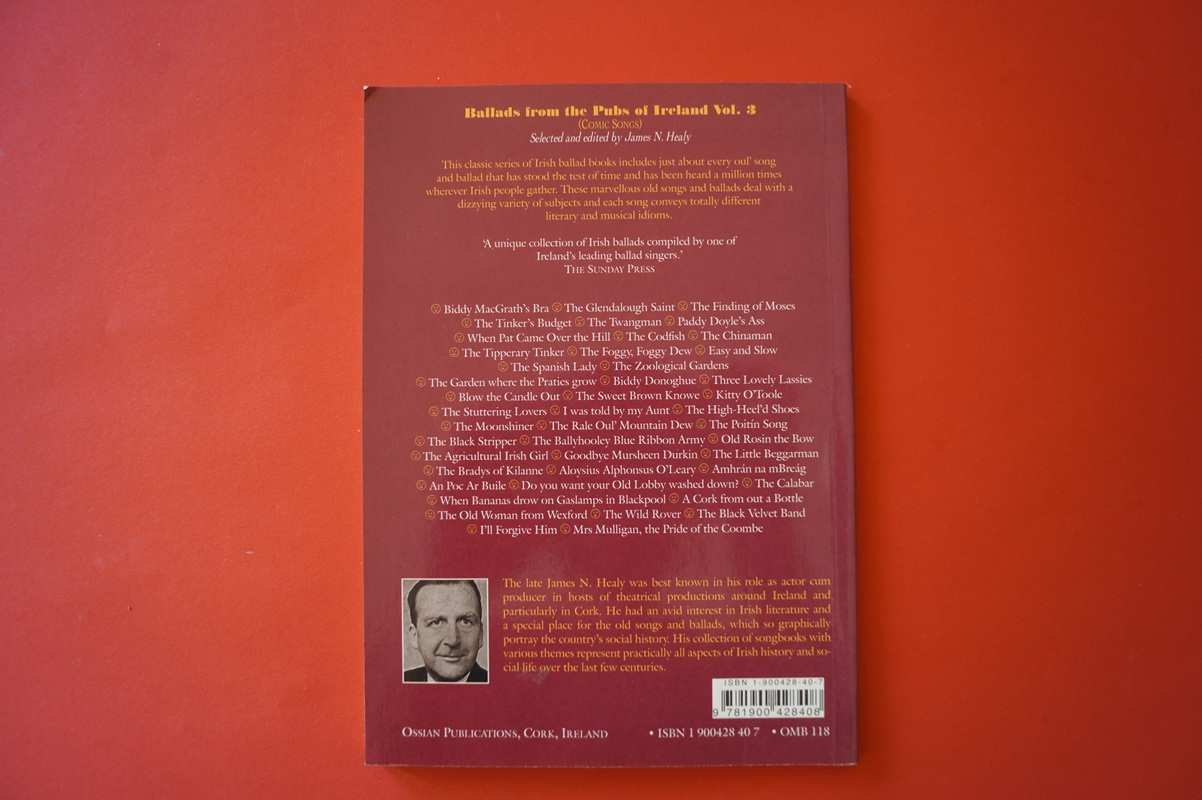 Ballads from the Pubs of Ireland Vol. 3
(Comic Songs)
Selected and edited by James N. Healy
This classic series of Irish ballad books includes just about every oul' song
and ballad that has stood the test of time and has been heard a million times
wherever Irish people gather. These marvellous old songs and ballads deal with a
dizzying variety of subjects and each song conveys totally different
literary and musical idioms.
'A unique collection of Irish ballads compiled by one of
Ireland's leading ballad singers.'
The Sunday Press
Biddy MacGrath's Bra The Glendalough Saint The Finding of Moses
The Tinker's Budget The Twangman Paddy Doyle's Ass
When Pat Came Over the Hill The Codfish The Chinaman
The Tipperary Tinker The Foggy, Foggy Dew Easy and Slow
The Spanish Lady The Zoological Gardens
The Garden where the Praties grow Biddy Donoghue Three Lovely Lassies
Blow the Candle Out The Sweet Brown Knowe Kitty O'Toole
The Stuttering Lovers I was told by my Aunt The High-Heel'd Shoes
The Moonshiner The Rale Oul' Mountain Dew The Poitín Song
The Black Stripper The Ballyhooley Blue Ribbon Army Old Rosin the Bow
The Agricultural Irish Girl Goodbye Mursheen Durkin The Little Beggarman
The Bradys of Kilanne Aloysius Alphonsus O'Leary Amhrán na mBreág
An Poc Ar Buile Do you want your Old Lobby washed down? The Calabar
When Bananas drow on Gaslamps in Blackpool A Cork from out a Bottle
The Old Woman from Wexford The Wild Rover The Black Velvet Band
I'll Forgive Him Mrs Mulligan, the Pride of the Coombe
The late James N. Healy was best known in his role as actor cum
producer in hosts of theatrical productions around Ireland and
particularly in Cork. He had an avid interest in Irish literature and
a special place for the old songs and ballads, which so graphically
portray the country's social history. His collection of songbooks with
various themes represent practically all aspects of Irish history and so-
cial life over the last few centuries.
ISBN 1-900428-40-7
9 781900 428408
Ossian Publications, Cork, Ireland • ISBN 1 900428 40 7 • OMB 118